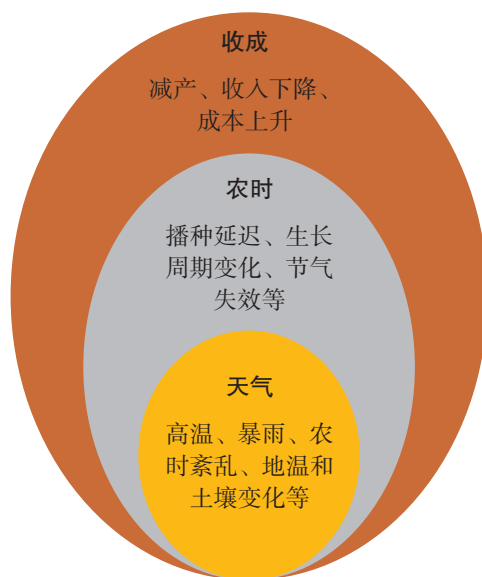 收成
减产、收入下降、
成本上升
农时
播种延迟、生长
周期变化、节气
失效等
天气
高温、暴雨、农
时紊乱、地温和
土壤变化等